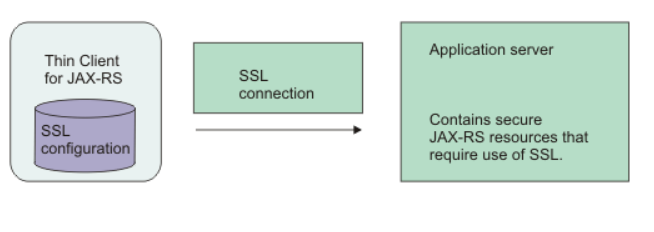 Thin Client
for JAX-RS
SSL
configuration
SSL
connection
Application server
Contains secure
JAX-RS resources that
require use of SSL.